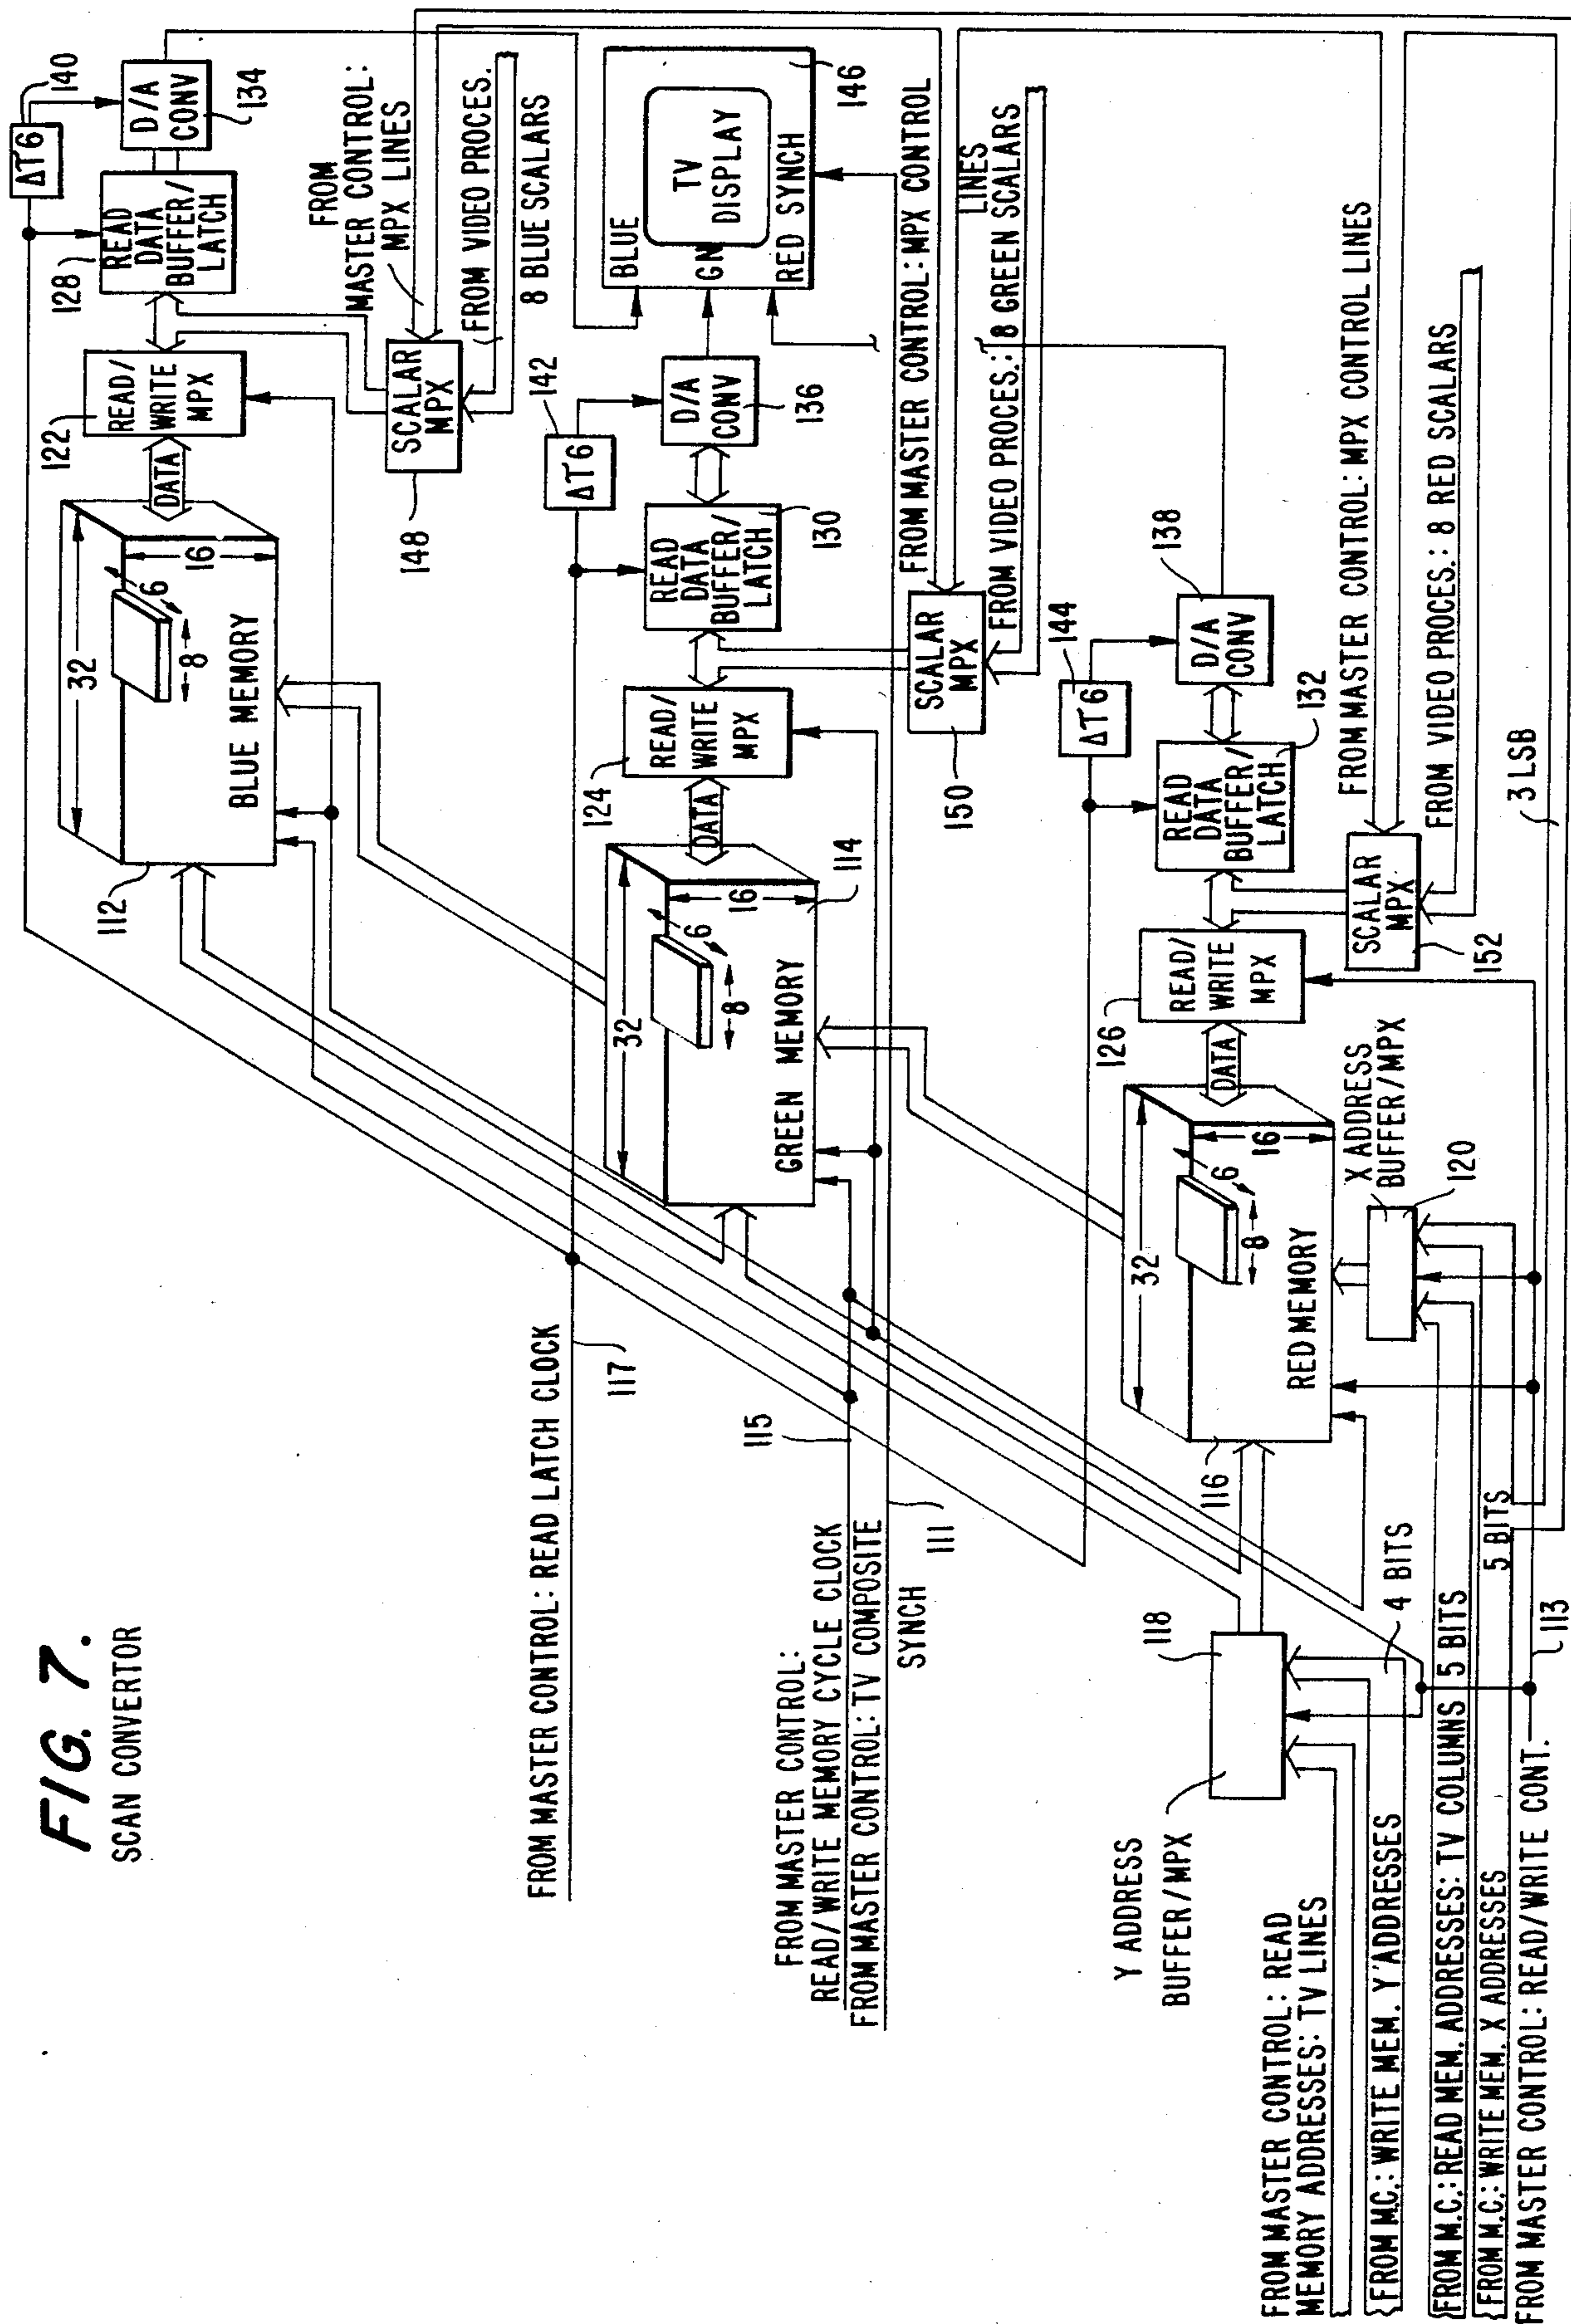 FIG. 7.
SCAN CONVERTOR
ΔT6
140
D/A
CONV
134
READ
DATA
BUFFER/
LATCH
128
READ/
WRITE
MPX
122
DATA
32
16
6
8
BLUE MEMORY
112
SCALAR
MPX
148
FROM
MASTER CONTROL:
MPX LINES
FROM VIDEO PROCES.
8 BLUE SCALARS
FROM MASTER CONTROL: READ LATCH CLOCK
117
ΔT6
142
D/A
CONV
136
BLUE
GN
RED SYNCH
TV
DISPLAY
146
READ
DATA
BUFFER/
LATCH
130
READ/
WRITE
MPX
124
DATA
32
16
6
8
GREEN MEMORY
114
SCALAR
MPX
150
FROM MASTER CONTROL: MPX CONTROL
LINES
FROM VIDEO PROCES.: 8 GREEN SCALARS
FROM MASTER CONTROL:
READ/WRITE MEMORY CYCLE CLOCK
115
FROM MASTER CONTROL: TV COMPOSITE
SYNCH
111
ΔT6
144
D/A
CONV
138
READ
DATA
BUFFER/
LATCH
132
READ/
WRITE
MPX
126
DATA
32
16
6
8
RED MEMORY
116
SCALAR
MPX
152
FROM MASTER CONTROL: MPX CONTROL LINES
FROM VIDEO PROCES.: 8 RED SCALARS
3 LSB
X ADDRESS
BUFFER/MPX
120
Y ADDRESS
BUFFER/MPX
118
FROM MASTER CONTROL: READ
MEMORY ADDRESSES: TV LINES
FROM M.C.: WRITE MEM. Y ADDRESSES
4 BITS
FROM M.C.: READ MEM. ADDRESSES: TV COLUMNS 5 BITS
FROM M.C.: WRITE MEM. X ADDRESSES
5 BITS
FROM MASTER CONTROL: READ/WRITE CONT.
113